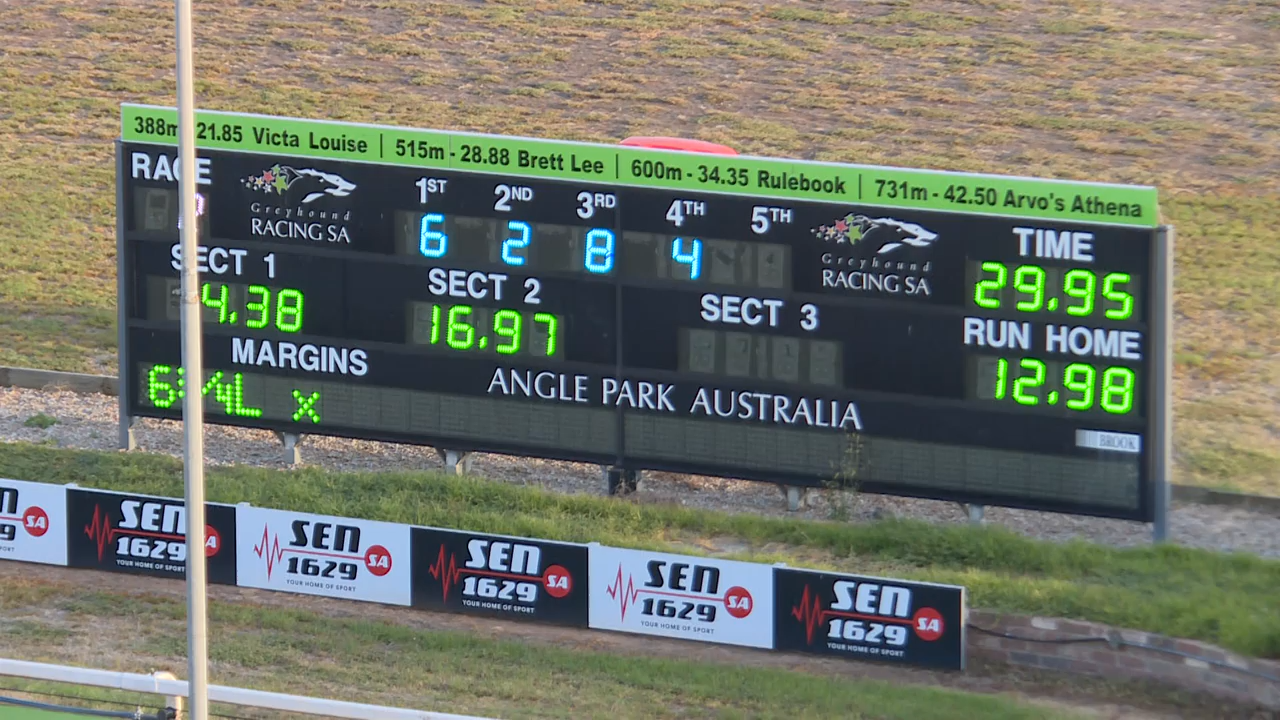 388m 21.85 Victa Louise | 515m - 28.88 Brett Lee | 600m - 34.35 Rulebook | 731m - 42.50 Arvo's Athena
RACE
Greyhound
RACING SA
1ST 2ND 3RD 4TH 5TH
6 2 8 4
Greyhound
RACING SA
TIME
29.95
SECT 1
4.38
SECT 2
16.97
SECT 3
RUN HOME
12.98
MARGINS
ANGLE PARK AUSTRALIA
BROOK
SA
SEN
1629
SA
YOUR HOME OF SPORT
SEN
1629
SA
YOUR HOME OF SPORT
SEN
1629
SA
YOUR HOME OF SPORT
SEN
1629
SA
YOUR HOME OF SPORT
SEN
1629
SA
YOUR HOME OF SPORT